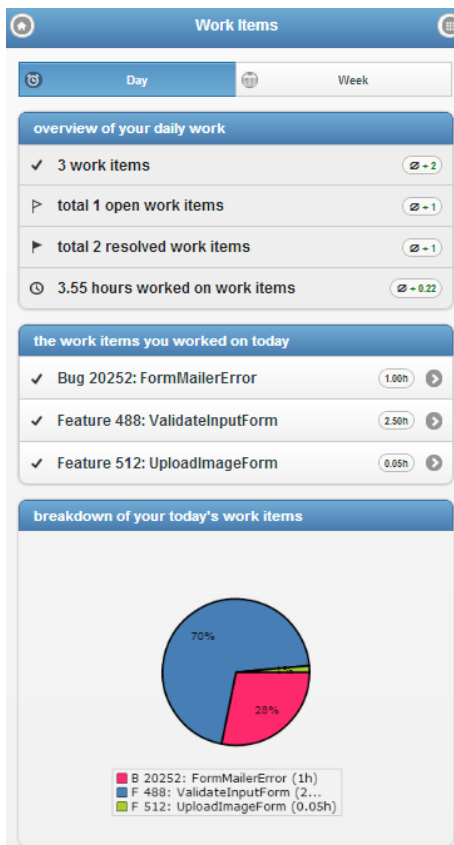 Work Items
Day
Week
overview of your daily work
3 work items
Ø + 2
total 1 open work items
Ø + 1
total 2 resolved work items
Ø + 1
3.55 hours worked on work items
Ø + 0.22
the work items you worked on today
Bug 20252: FormMailerError
1.00h
Feature 488: ValidateInputForm
2.50h
Feature 512: UploadImageForm
0.05h
breakdown of your today's work items
70%
28%
B 20252: FormMailerError (1h)
F 488: ValidateInputForm (2...
F 512: UploadImageForm (0.05h)